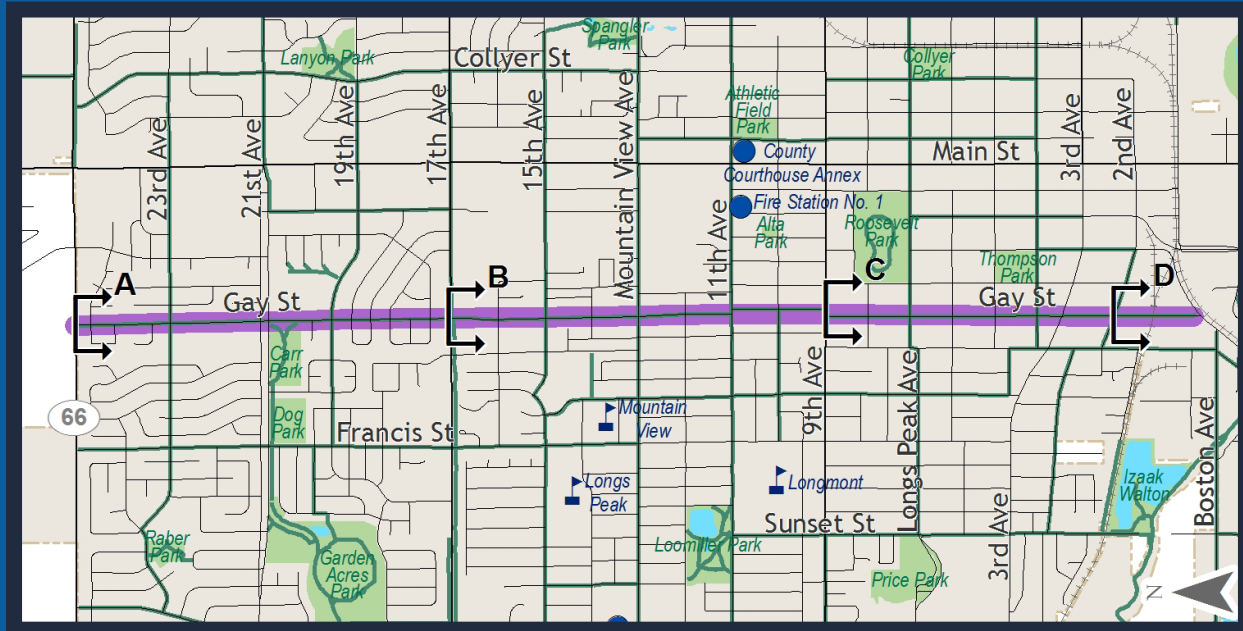 Spangler
Park
Lanyon Park
Collyer St
Collyer
Park
Athletic
Field
Park
23rd Ave
21st Ave
19th Ave
17th Ave
15th Ave
Mountain View Ave
3rd Ave
2nd Ave
County
Courthouse Annex
Main St
Fire Station No. 1
Alta
Park
11th Ave
Roosevelt
Park
Thompson
Park
A
B
C
D
Gay St
Gay St
Carr
Park
9th Ave
Longs Peak Ave
66
Dog
Park
Francis St
Mountain
View
Boston Ave
Longs
Peak
Longmont
Izaak
Walton
Sunset St
3rd Ave
Raber
Park
Garden
Acres
Park
Loomiller Park
Price Park
N